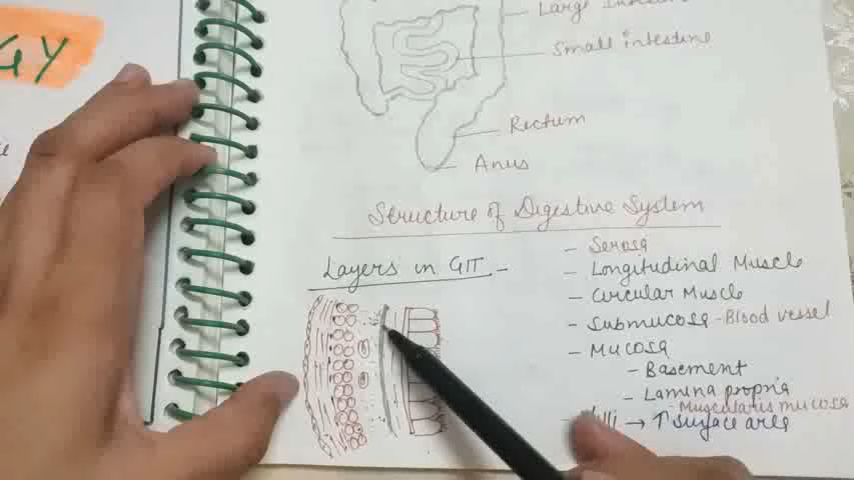 GY
Large
Small intestine
Rectum
Anus
Structure of Digestive System
Layers in GIT -
- Serosa
- Longitudinal Muscle
- Circular Muscle
- Submucosa - Blood vessel
- Mucosa
- Basement
- Lamina propria
- Muscularis mucosa
→ ↑ Surface area